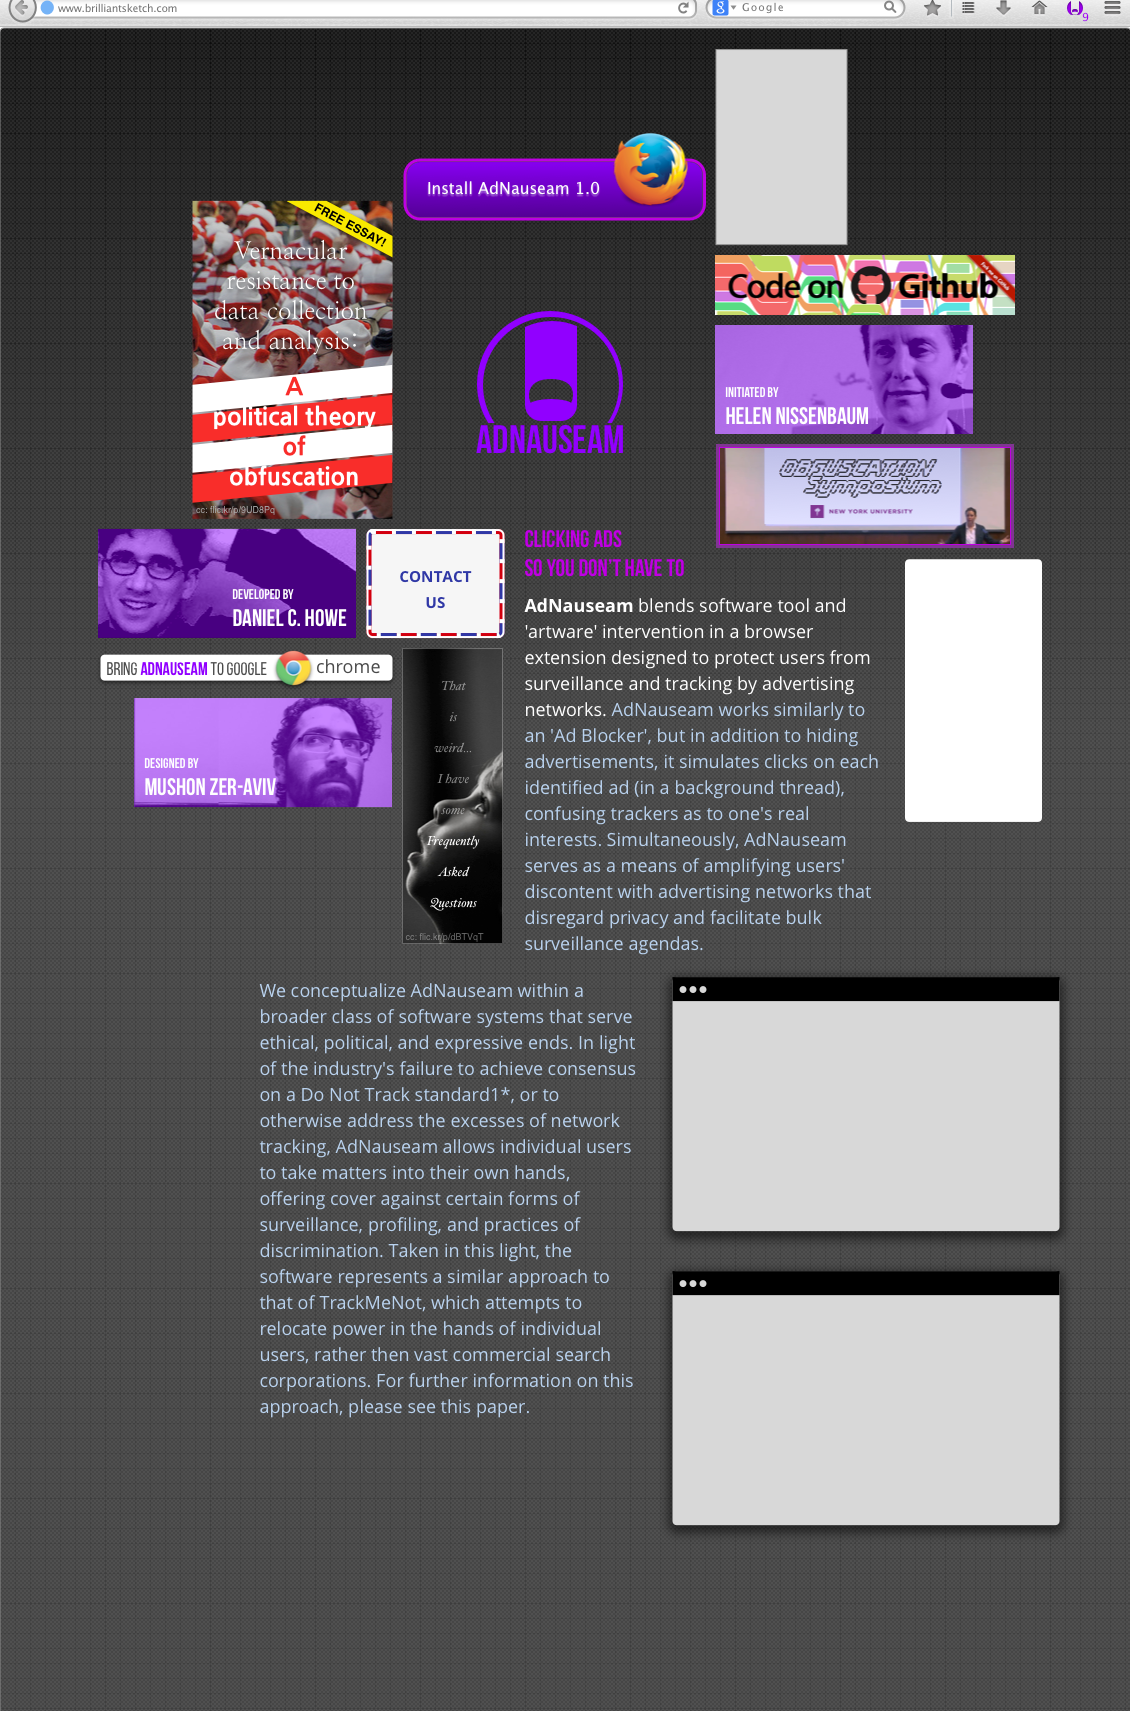 www.brilliantsketch.com
Google
9
Install AdNauseam 1.0
FREE ESSAY!
Vernacular
resistance to
data collection
and analysis:
A
political theory
of
obfuscation
cc: flic.kr/p/9UD8Pq
ADNAUSEAM
Code on Github
INITIATED BY
HELEN NISSENBAUM
OBFUSCATION
Symposium
NEW YORK UNIVERSITY
DEVELOPED BY
DANIEL C. HOWE
CONTACT
US
BRING ADNAUSEAM TO GOOGLE chrome
DESIGNED BY
MUSHON ZER-AVIV
That
is
weird...
I have
some
Frequently
Asked
Questions
cc: flic.kr/p/dBTVqT
CLICKING ADS
SO YOU DON'T HAVE TO
AdNauseam blends software tool and
'artware' intervention in a browser
extension designed to protect users from
surveillance and tracking by advertising
networks. AdNauseam works similarly to
an 'Ad Blocker', but in addition to hiding
advertisements, it simulates clicks on each
identified ad (in a background thread),
confusing trackers as to one's real
interests. Simultaneously, AdNauseam
serves as a means of amplifying users'
discontent with advertising networks that
disregard privacy and facilitate bulk
surveillance agendas.
We conceptualize AdNauseam within a
broader class of software systems that serve
ethical, political, and expressive ends. In light
of the industry's failure to achieve consensus
on a Do Not Track standard1*, or to
otherwise address the excesses of network
tracking, AdNauseam allows individual users
to take matters into their own hands,
offering cover against certain forms of
surveillance, profiling, and practices of
discrimination. Taken in this light, the
software represents a similar approach to
that of TrackMeNot, which attempts to
relocate power in the hands of individual
users, rather then vast commercial search
corporations. For further information on this
approach, please see this paper.